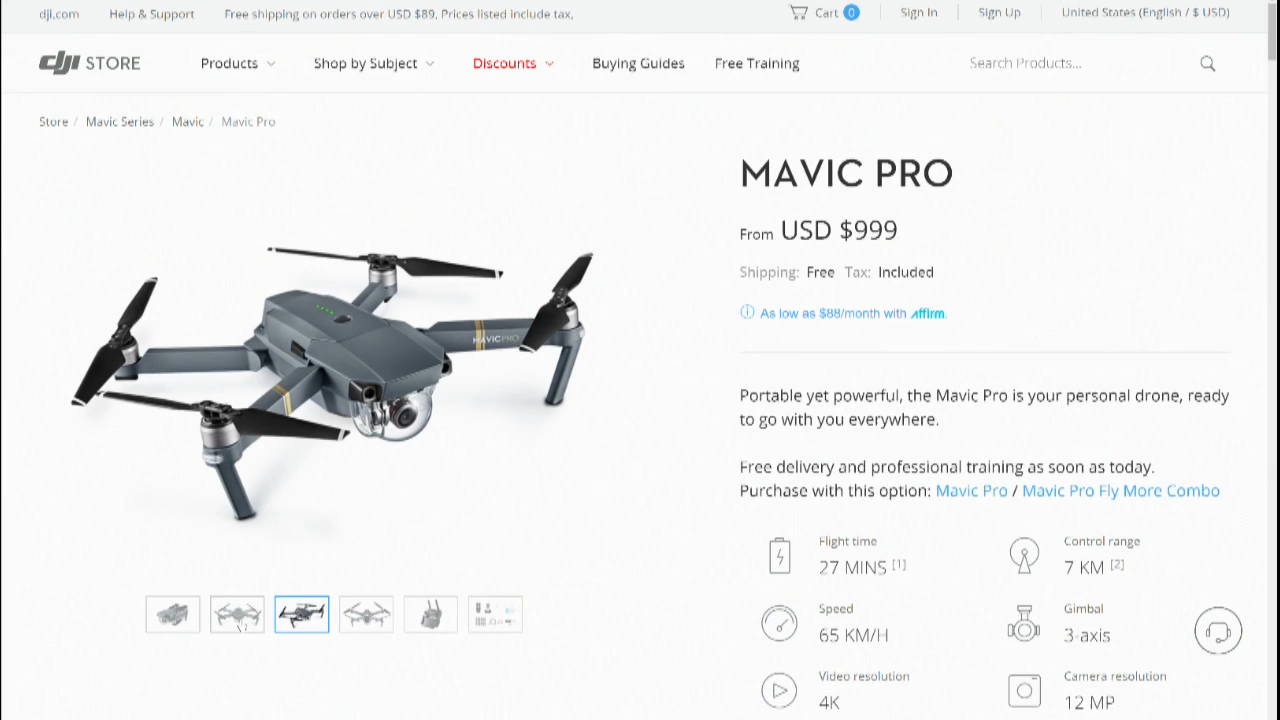 dji.com Help & Support Free shipping on orders over USD $89. Prices listed include tax. Cart 0 Sign In Sign Up United States (English / $ USD)
dji STORE Products Shop by Subject Discounts Buying Guides Free Training Search Products...
Store / Mavic Series / Mavic / Mavic Pro
MAVIC PRO
From USD $999
Shipping: Free Tax: Included
As low as $88/month with affirm.
MAVIC PRO
Portable yet powerful, the Mavic Pro is your personal drone, ready
to go with you everywhere.
Free delivery and professional training as soon as today.
Purchase with this option: Mavic Pro / Mavic Pro Fly More Combo
Flight time
27 MINS [1]
Control range
7 KM [2]
Speed
65 KM/H
Gimbal
3-axis
Video resolution
4K
Camera resolution
12 MP